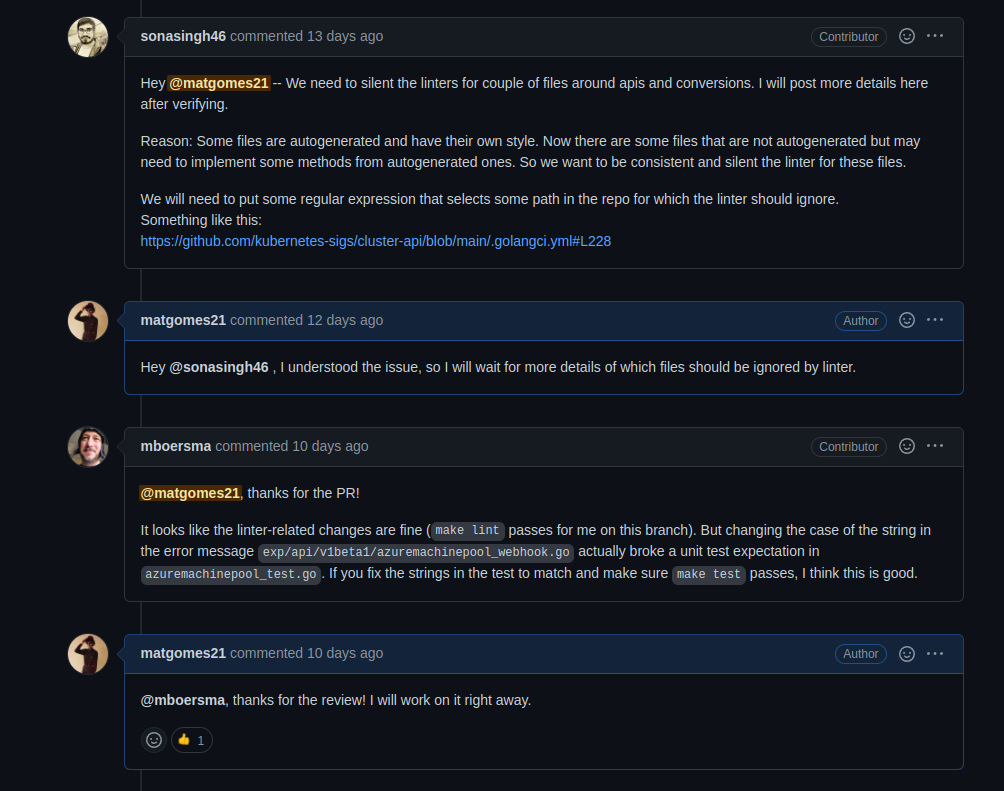 sonasingh46 commented 13 days ago Contributor
Hey @matgomes21 -- We need to silent the linters for couple of files around apis and conversions. I will post more details here
after verifying.
Reason: Some files are autogenerated and have their own style. Now there are some files that are not autogenerated but may
need to implement some methods from autogenerated ones. So we want to be consistent and silent the linter for these files.
We will need to put some regular expression that selects some path in the repo for which the linter should ignore.
Something like this:
https://github.com/kubernetes-sigs/cluster-api/blob/main/.golangci.yml#L228
matgomes21 commented 12 days ago Author
Hey @sonasingh46 , I understood the issue, so I will wait for more details of which files should be ignored by linter.
mboersma commented 10 days ago Contributor
@matgomes21, thanks for the PR!
It looks like the linter-related changes are fine (make lint passes for me on this branch). But changing the case of the string in
the error message exp/api/v1beta1/azuremachinepool_webhook.go actually broke a unit test expectation in
azuremachinepool_test.go. If you fix the strings in the test to match and make sure make test passes, I think this is good.
matgomes21 commented 10 days ago Author
@mboersma, thanks for the review! I will work on it right away.
👍 1